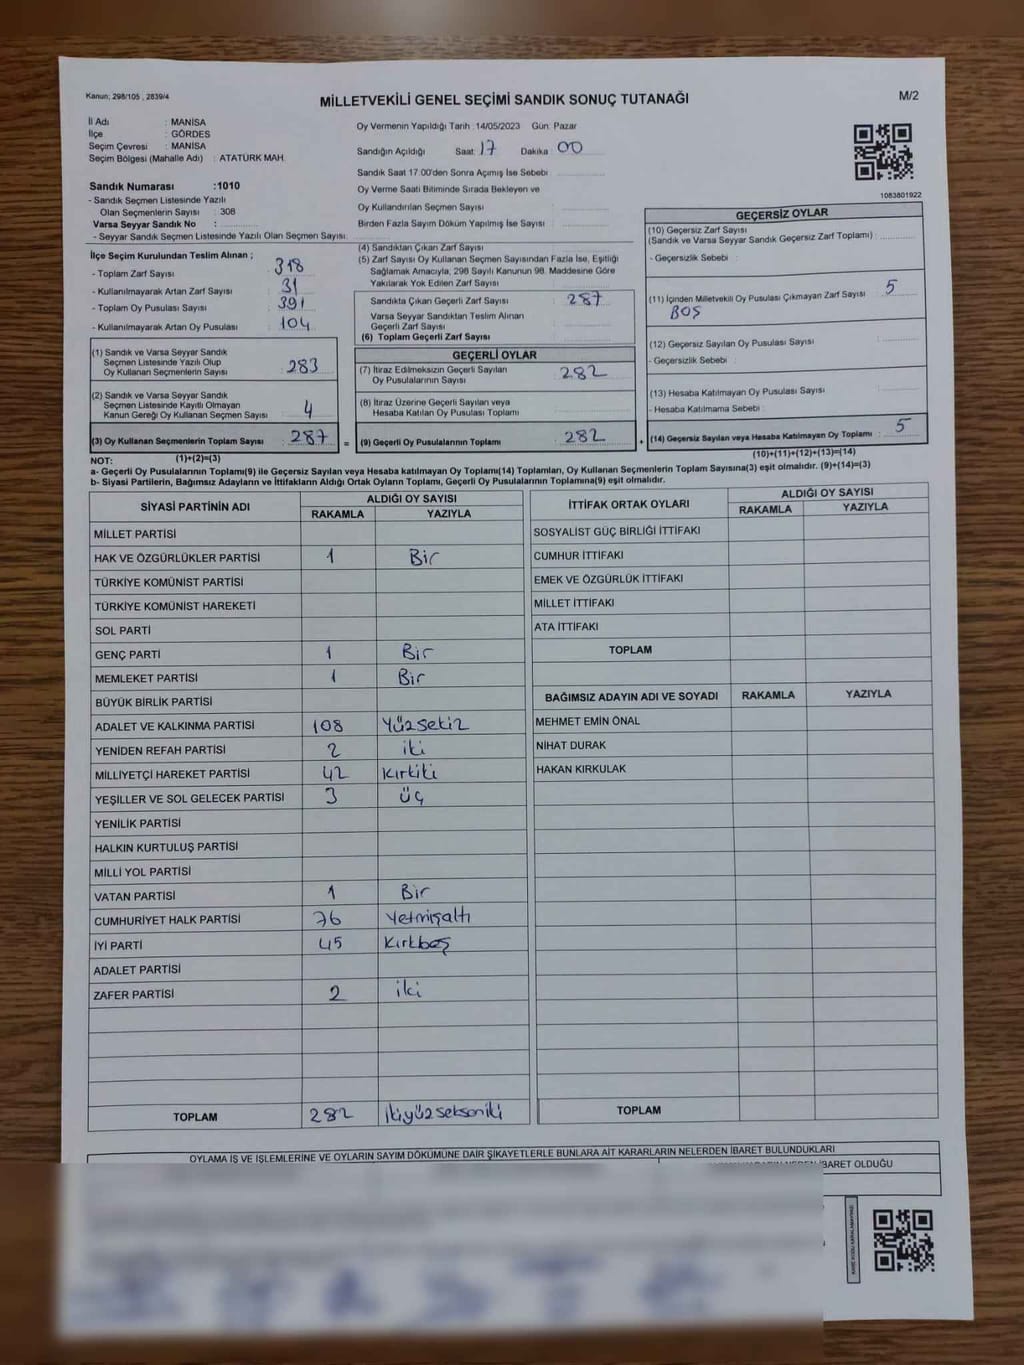 Kanun; 298/105 , 2839/4
MİLLETVEKİLİ GENEL SEÇİMİ SANDIK SONUÇ TUTANAĞI
M/2
İl Adı : MANİSA
İlçe : GÖRDES
Seçim Çevresi : MANİSA
Seçim Bölgesi (Mahalle Adı) : ATATÜRK MAH.
Sandık Numarası :1010
- Sandık Seçmen Listesinde Yazılı
Olan Seçmenlerin Sayısı : 308
Varsa Seyyar Sandık No :
- Seyyar Sandık Seçmen Listesinde Yazılı Olan Seçmen Sayısı:
Oy Vermenin Yapıldığı Tarih :14/05/2023 Gün: Pazar
Sandığın Açıldığı Saat: 17 Dakika: 00
Sandık Saat 17.00'den Sonra Açımış İse Sebebi :
Oy Verme Saati Bitiminde Sırada Bekleyen ve
Oy Kullandırılan Seçmen Sayısı :
Birden Fazla Sayım Döküm Yapılmış İse Sayısı :
1083801922
İlçe Seçim Kurulundan Teslim Alınan ;
- Toplam Zarf Sayısı : 318
- Kullanılmayarak Artan Zarf Sayısı : 31
- Toplam Oy Pusulası : 391
- Kullanılmayarak Artan Oy Pusulası : 104
(4) Sandıktan Çıkan Zarf Sayısı :
(5) Zarf Sayısı Oy Kullanan Seçmen Sayısından Fazla İse, Eşitliği
Sağlamak Amacıyla, 298 Sayılı Kanunun 98. Maddesine Göre
Yakılarak Yok Edilen Zarf Sayısı :
Sandıkta Çıkan Geçerli Zarf Sayısı : 287
Varsa Seyyar Sandıktan Teslim Alınan
Geçerli Zarf Sayısı :
(6) Toplam Geçerli Zarf Sayısı :
GEÇERSİZ OYLAR
(10) Geçersiz Zarf Sayısı
(Sandık ve Varsa Seyyar Sandık Geçersiz Zarf Toplamı) :
- Geçersizlik Sebebi :
(11) İçinden Milletvekili Oy Pusulası Çıkmayan Zarf Sayısı : 5
BOŞ
(12) Geçersiz Sayılan Oy Pusulası Sayısı :
- Geçersizlik Sebebi :
(13) Hesaba Katılmayan Oy Pusulası Sayısı :
- Hesaba Katılmama Sebebi :
(14) Geçersiz Sayılan veya Hesaba Katılmayan Oy Toplamı : 5
(10)+(11)+(12)+(13)=(14)
(1) Sandık ve Varsa Seyyar Sandık
Seçmen Listesinde Yazılı Olup
Oy Kullanan Seçmenlerin Sayısı : 283
(2) Sandık ve Varsa Seyyar Sandık
Seçmen Listesinde Kayıtlı Olmayan
Kanun Gereği Oy Kullanan Seçmen Sayısı : 4
(3) Oy Kullanan Seçmenlerin Toplam Sayısı : 287 =
(1)+(2)=(3)
GEÇERLİ OYLAR
(7) İtiraz Edilmeksizin Geçerli Sayılan
Oy Pusulalarının Sayısı : 282
(8) İtiraz Üzerine Geçerli Sayılan veya
Hesaba Katılan Oy Pusulası Toplamı :
(9) Geçerli Oy Pusulalarının Toplamı : 282 +
NOT:
a- Geçerli Oy Pusulalarının Toplamı(9) ile Geçersiz Sayılan veya Hesaba katılmayan Oy Toplamı(14) Toplamları, Oy Kullanan Seçmenlerin Toplam Sayısına(3) eşit olmalıdır. (9)+(14)=(3)
b- Siyasi Partilerin, Bağımsız Adayların ve İttifakların Aldığı Ortak Oyların Toplamı, Geçerli Oy Pusulalarının Toplamına(9) eşit olmalıdır.
SİYASİ PARTİNİN ADI ALDIĞI OY SAYISI
RAKAMLA YAZIYLA
MİLLET PARTİSİ
HAK VE ÖZGÜRLÜKLER PARTİSİ 1 Bir
TÜRKİYE KOMÜNİST PARTİSİ
TÜRKİYE KOMÜNİST HAREKETİ
SOL PARTİ
GENÇ PARTİ 1 Bir
MEMLEKET PARTİSİ 1 Bir
BÜYÜK BİRLİK PARTİSİ
ADALET VE KALKINMA PARTİSİ 108 Yüzsekiz
YENİDEN REFAH PARTİSİ 2 iki
MİLLİYETÇİ HAREKET PARTİSİ 42 Kırkiki
YEŞİLLER VE SOL GELECEK PARTİSİ 3 üç
YENİLİK PARTİSİ
HALKIN KURTULUŞ PARTİSİ
MİLLİ YOL PARTİSİ
VATAN PARTİSİ 1 Bir
CUMHURİYET HALK PARTİSİ 76 Yetmişaltı
İYİ PARTİ 45 Kırkbeş
ADALET PARTİSİ
ZAFER PARTİSİ 2 iki
TOPLAM 282 ikiyüzsekseniki
İTTİFAK ORTAK OYLARI ALDIĞI OY SAYISI
RAKAMLA YAZIYLA
SOSYALİST GÜÇ BİRLİĞİ İTTİFAKI
CUMHUR İTTİFAKI
EMEK VE ÖZGÜRLÜK İTTİFAKI
MİLLET İTTİFAKI
ATA İTTİFAKI
TOPLAM
BAĞIMSIZ ADAYIN ADI VE SOYADI RAKAMLA YAZIYLA
MEHMET EMİN ÖNAL
NİHAT DURAK
HAKAN KIRKULAK
TOPLAM
OYLAMA İŞ VE İŞLEMLERİNE VE OYLARIN SAYIM DÖKÜMÜNE DAİR ŞİKAYETLERLE BUNLARA AİT KARARLARIN NELERDEN İBARET BULUNDUKLARI
İBARET OLDUĞU